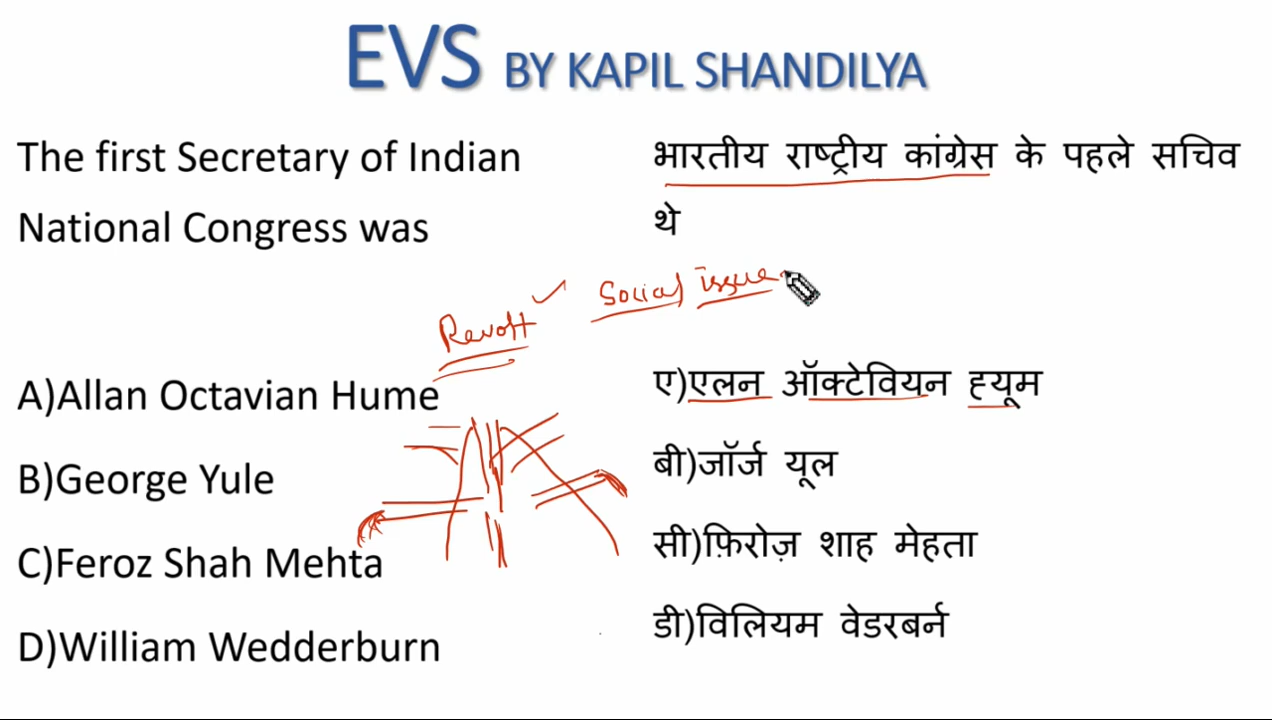 EVS BY KAPIL SHANDILYA
The first Secretary of Indian
National Congress was
भारतीय राष्ट्रीय कांग्रेस के पहले सचिव
थे
Revolt
Social issue
A)Allan Octavian Hume
B)George Yule
C)Feroz Shah Mehta
D)William Wedderburn
ए)एलन ऑक्टेवियन ह्यूम
बी)जॉर्ज यूल
सी)फ़िरोज़ शाह मेहता
डी)विलियम वेडरबर्न